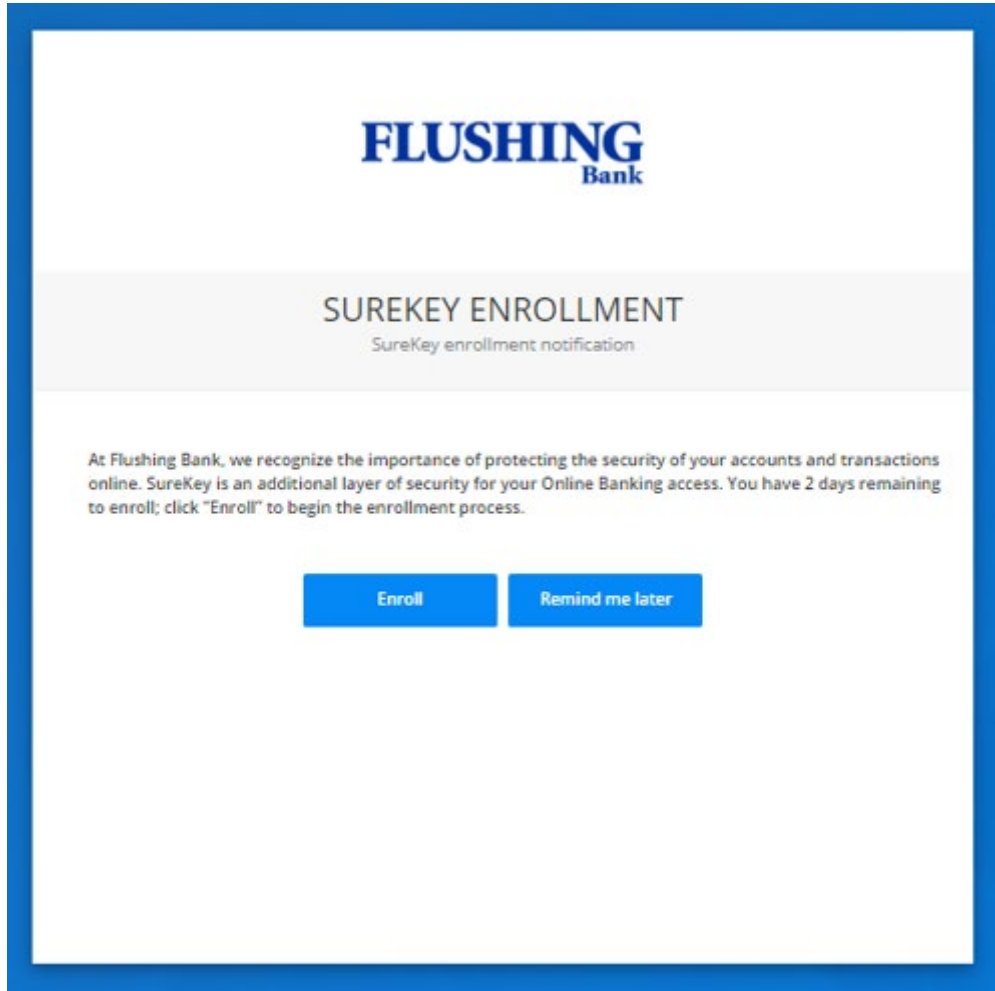 FLUSHING
Bank
SUREKEY ENROLLMENT
SureKey enrollment notification
At Flushing Bank, we recognize the importance of protecting the security of your accounts and transactions
online. SureKey is an additional layer of security for your Online Banking access. You have 2 days remaining
to enroll; click "Enroll" to begin the enrollment process.
Enroll
Remind me later